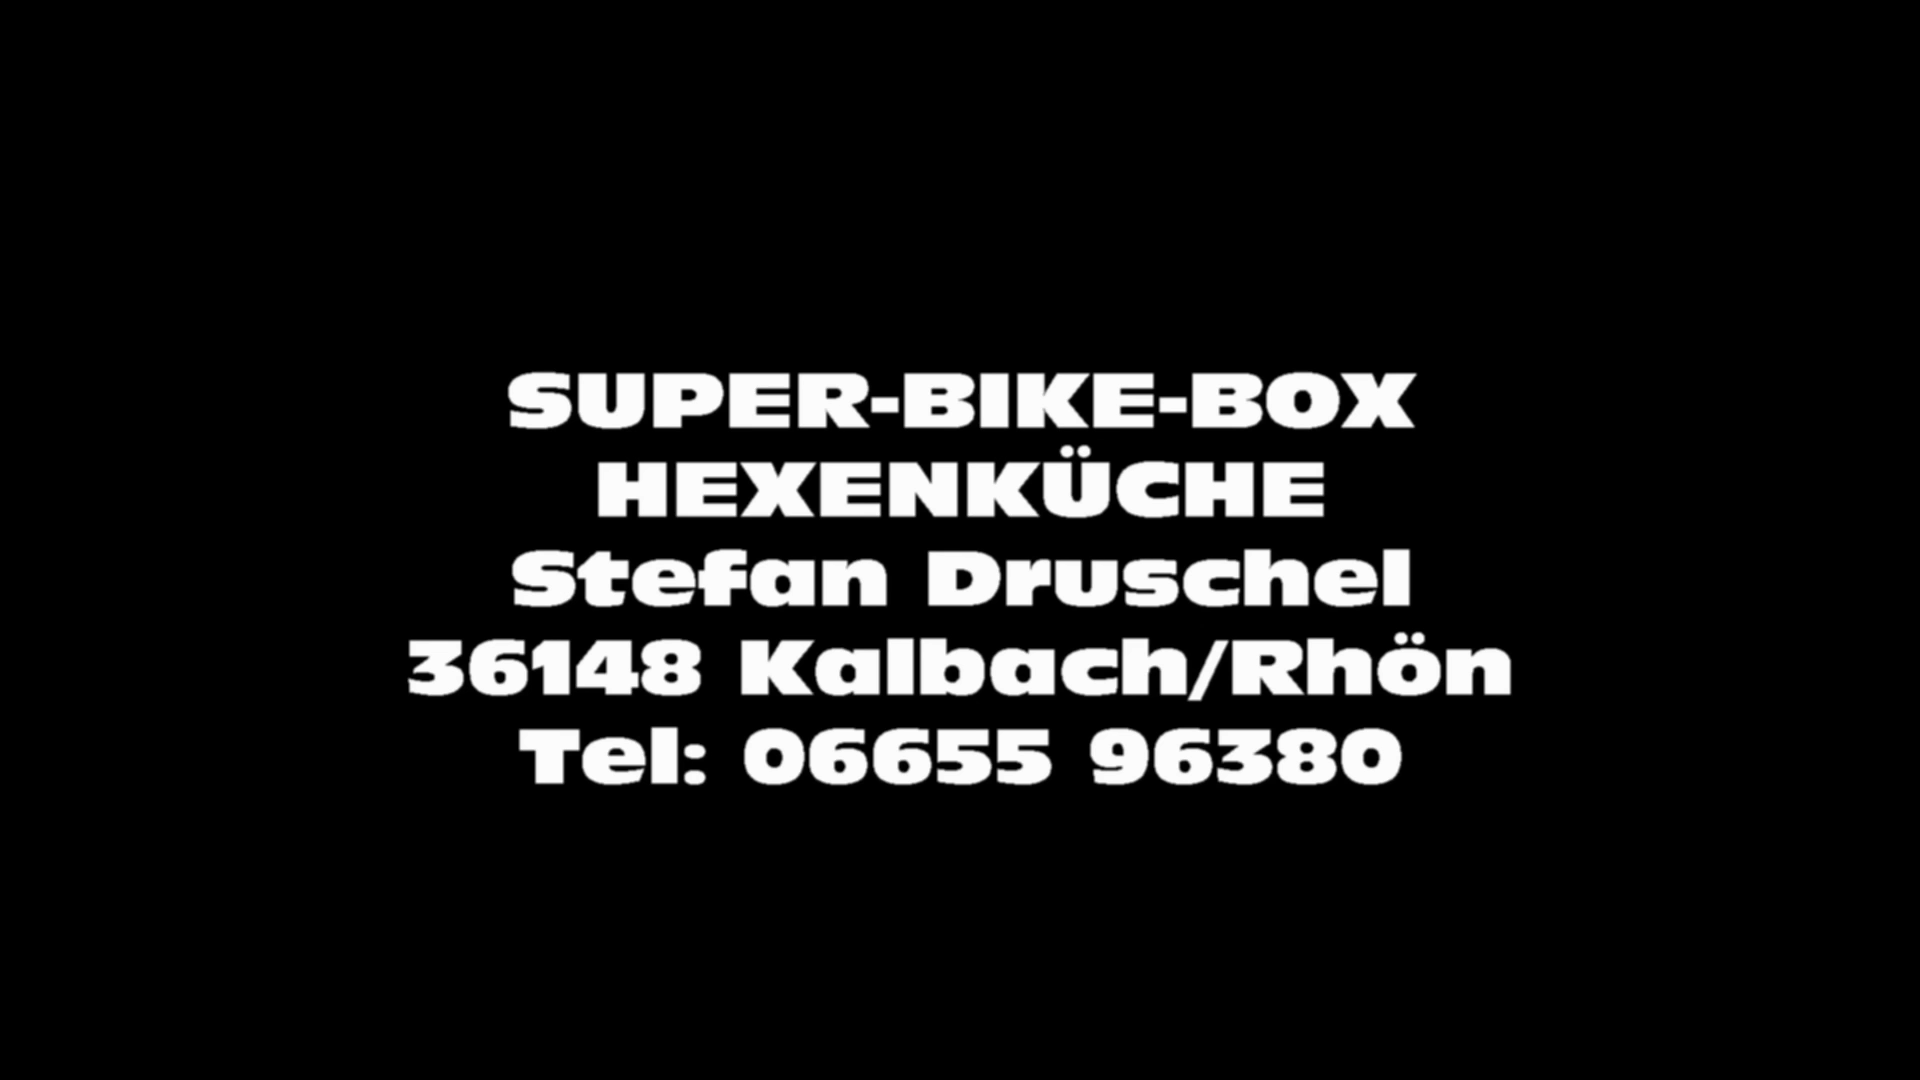 SUPER-BIKE-BOX
HEXENKÜCHE
Stefan Druschel
36148 Kalbach/Rhön
Tel: 06655 96380